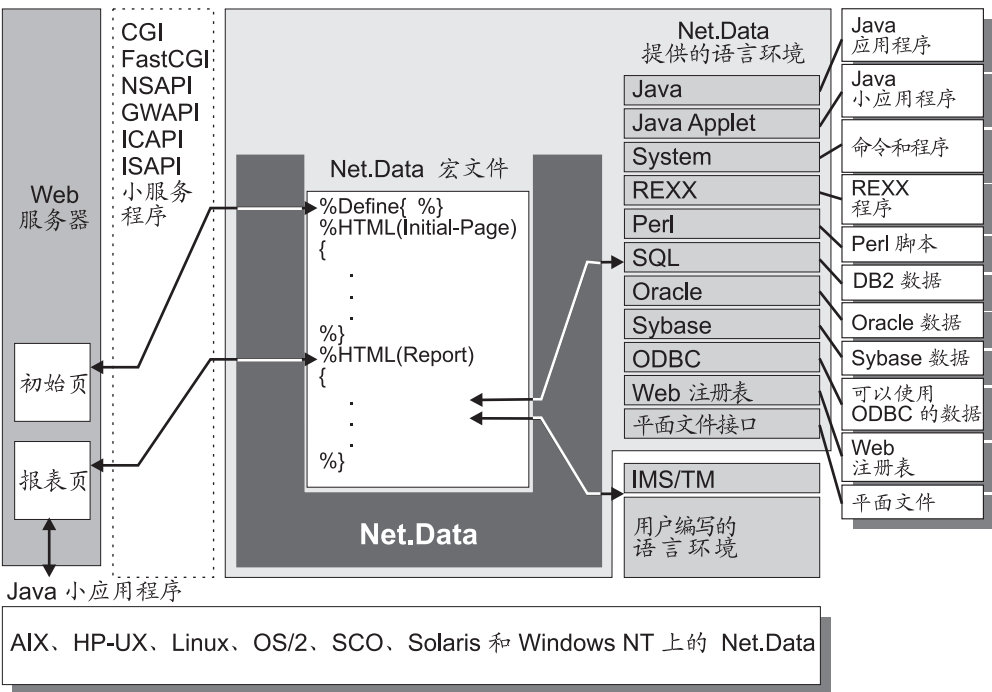 CGI
FastCGI
NSAPI
GWAPI
ICAPI
ISAPI
小服务
程序
Web
服务器
初始页
报表页
Java 小应用程序
Net.Data 宏文件
%Define{ %}
%HTML(Initial-Page)
{
.
.
.
%}
%HTML(Report)
{
.
.
.
%}
Net.Data
Net.Data
提供的语言环境
Java
Java Applet
System
REXX
Perl
SQL
Oracle
Sybase
ODBC
Web 注册表
平面文件接口
IMS/TM
用户编写的
语言环境
Java
应用程序
Java
小应用程序
命令和程序
REXX
程序
Perl 脚本
DB2 数据
Oracle 数据
Sybase 数据
可以使用
ODBC 的数据
Web
注册表
平面文件
AIX、HP-UX、Linux、OS/2、SCO、Solaris 和 Windows NT 上的 Net.Data